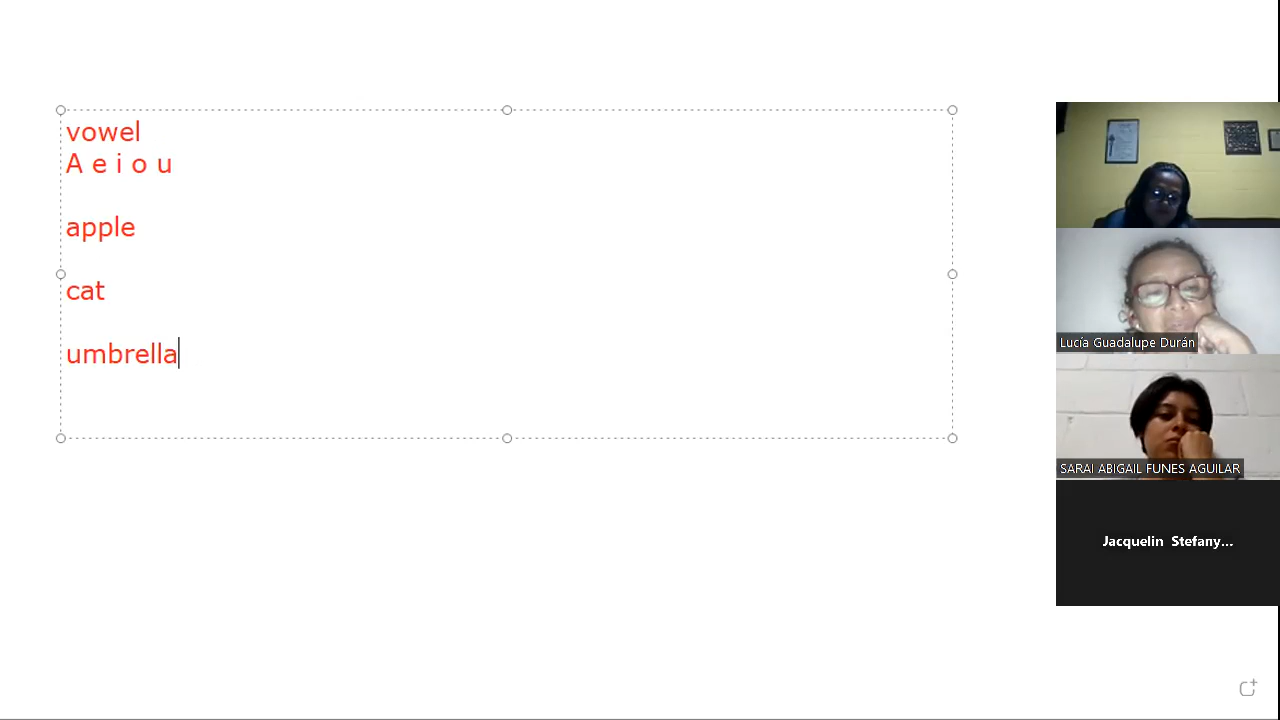 vowel
A e i o u
apple
cat
umbrella
Lucía Guadalupe Durán
SARAI ABIGAIL FUNES AGUILAR
Jacquelin Stefany...